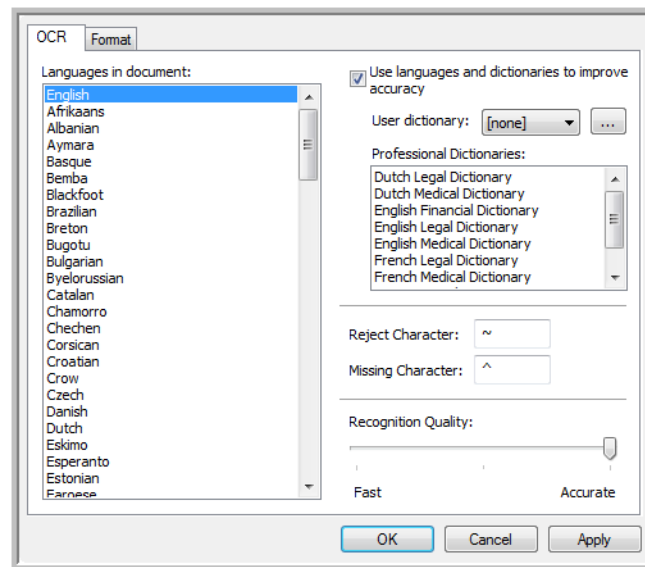 OCR
Format
Languages in document:
English
Afrikaans
Albanian
Aymara
Basque
Bemba
Blackfoot
Brazilian
Breton
Bugotu
Bulgarian
Byelorussian
Catalan
Chamorro
Chechen
Corsican
Croatian
Crow
Czech
Danish
Dutch
Eskimo
Esperanto
Estonian
Faroese
Use languages and dictionaries to improve
accuracy
User dictionary: [none] ...
Professional Dictionaries:
Dutch Legal Dictionary
Dutch Medical Dictionary
English Financial Dictionary
English Legal Dictionary
English Medical Dictionary
French Legal Dictionary
French Medical Dictionary
Reject Character: ~
Missing Character: ^
Recognition Quality:
Fast Accurate
OK Cancel Apply